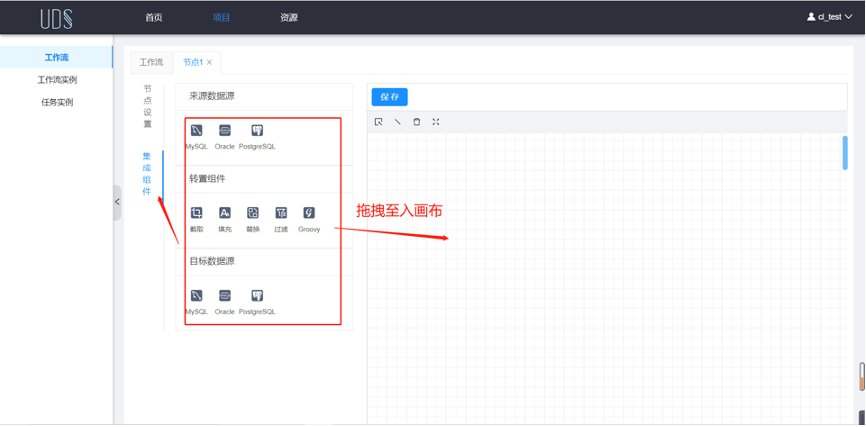 UDS 首页 项目 资源 cl_test
工作流
工作流实例
任务实例
工作流 节点1
节点设置
集成组件
来源数据源
MySQL Oracle PostgreSQL
转置组件
截取 填充 替换 过滤 Groovy
目标数据源
MySQL Oracle PostgreSQL
保存
拖拽至入画布